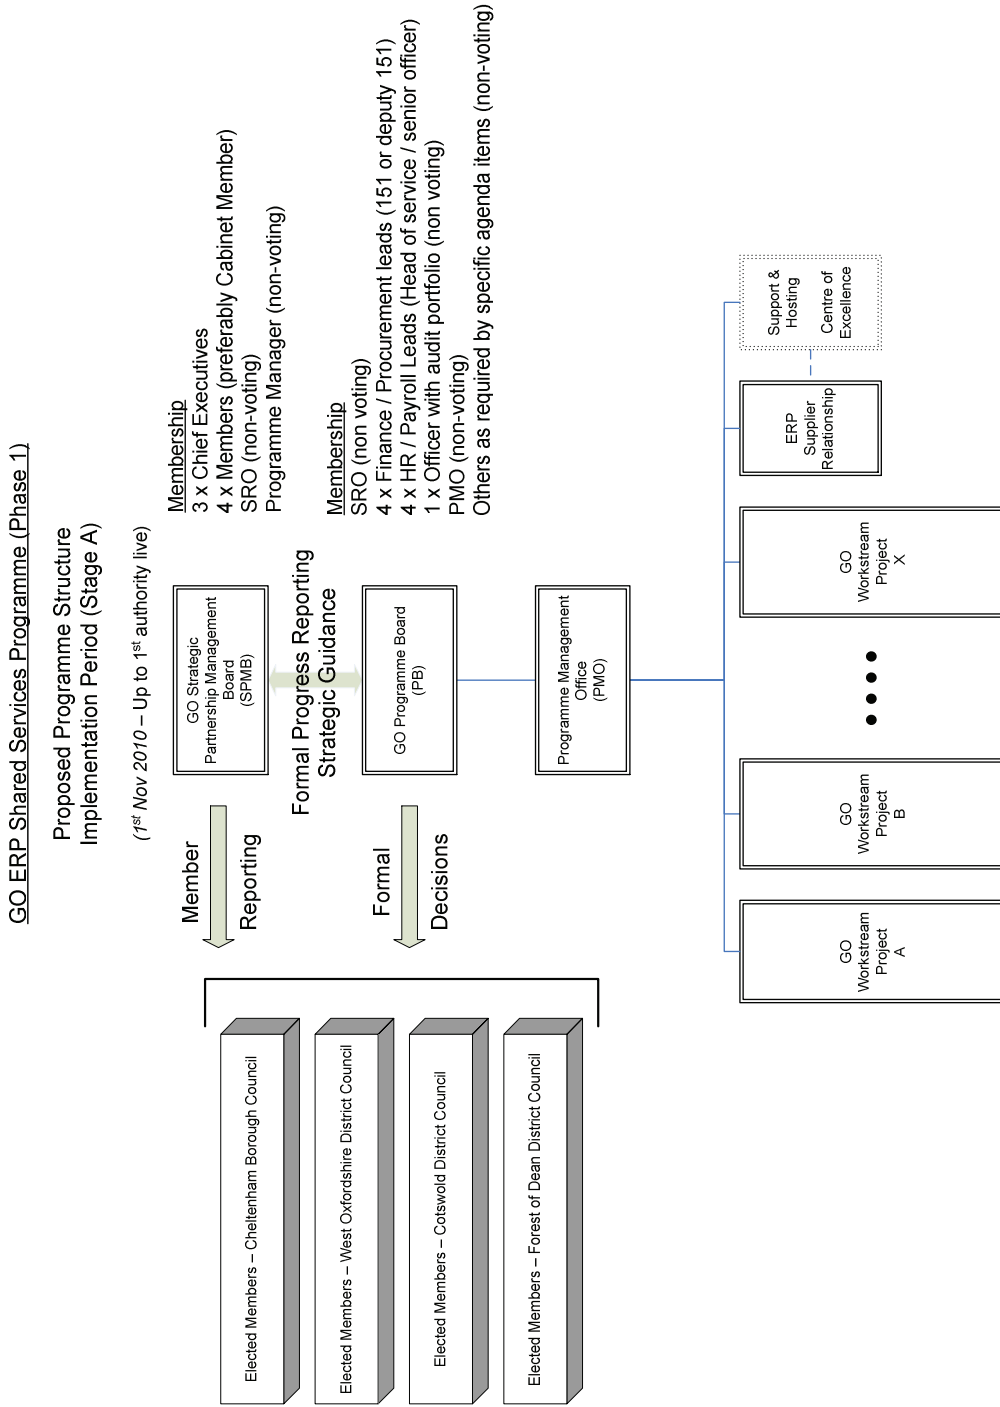 GO ERP Shared Services Programme (Phase 1)
Proposed Programme Structure
Implementation Period (Stage A)
(1st Nov 2010 – Up to 1st authority live)
Elected Members – Cheltenham Borough Council
Elected Members – West Oxfordshire District Council
Elected Members – Cotswold District Council
Elected Members – Forest of Dean District Council
Member
Reporting
Formal
Decisions
GO Strategic
Partnership Management
Board
(SPMB)
Formal Progress Reporting
Strategic Guidance
GO Programme Board
(PB)
Programme Management
Office
(PMO)
Membership
3 x Chief Executives
4 x Members (preferably Cabinet Member)
SRO (non-voting)
Programme Manager (non-voting)
Membership
SRO (non voting)
4 x Finance / Procurement leads (151 or deputy 151)
4 x HR / Payroll Leads (Head of service / senior officer)
1 x Officer with audit portfolio (non voting)
PMO (non-voting)
Others as required by specific agenda items (non-voting)
GO
Workstream
Project
A
GO
Workstream
Project
B
GO
Workstream
Project
X
ERP
Supplier
Relationship
Support &
Hosting
Centre of
Excellence